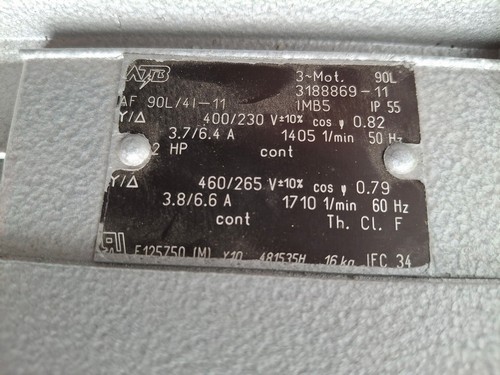 ATB 3~Mot. 90L
3188869-11
AF 90L/4I-11 IMB5 IP 55
Y/Δ 400/230 V±10% cos φ 0.82
3.7/6.4 A 1405 1/min 50 Hz
2 HP cont
Y/Δ 460/265 V±10% cos φ 0.79
3.8/6.6 A 1710 1/min 60 Hz
cont Th. Cl. F
E125750 (M) X10 481535H 16 kg IEC 34